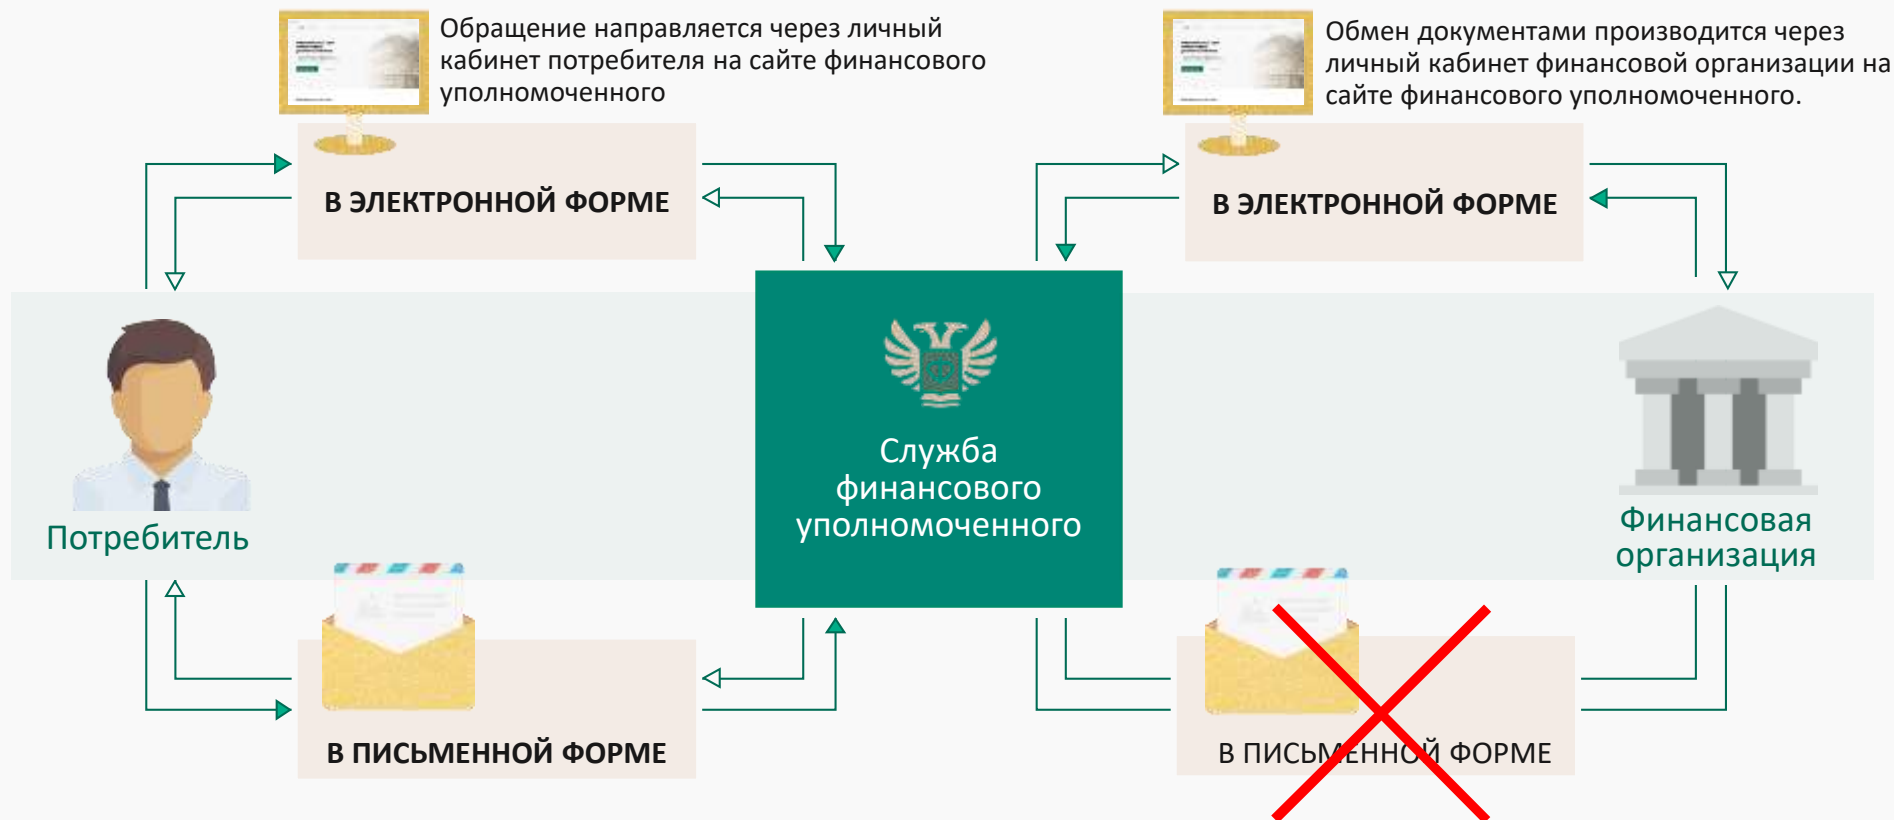 Обращение направляется через личный
кабинет потребителя на сайте финансового
уполномоченного
Обмен документами производится через
личный кабинет финансовой организации на
сайте финансового уполномоченного.
В ЭЛЕКТРОННОЙ ФОРМЕ
В ЭЛЕКТРОННОЙ ФОРМЕ
Служба
финансового
уполномоченного
Потребитель
Финансовая
организация
В ПИСЬМЕННОЙ ФОРМЕ
В ПИСЬМЕННОЙ ФОРМЕ